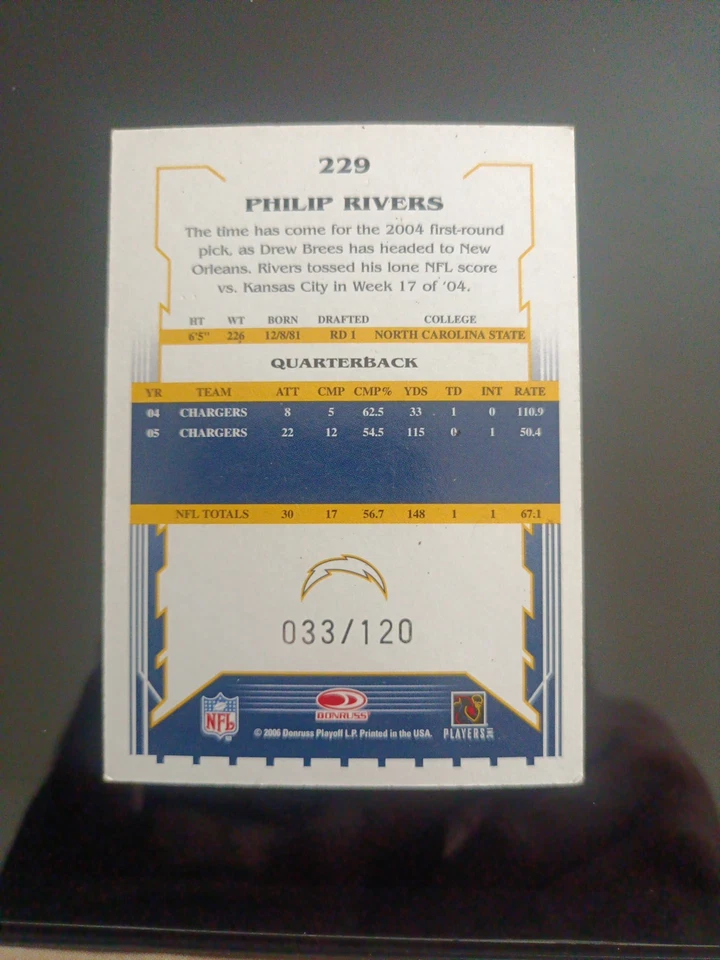 229
PHILIP RIVERS
The time has come for the 2004 first-round
pick, as Drew Brees has headed to New
Orleans. Rivers tossed his lone NFL score
vs. Kansas City in Week 17 of '04.
HT WT BORN DRAFTED COLLEGE
6'5" 226 12/8/81 RD 1 NORTH CAROLINA STATE
QUARTERBACK
YR TEAM ATT CMP CMP% YDS TD INT RATE
04 CHARGERS 8 5 62.5 33 1 0 110.9
05 CHARGERS 22 12 54.5 115 0 1 50.4
NFL TOTALS 30 17 56.7 148 1 1 67.1
033/120
NFL
DONRUSS
© 2006 Donruss Playoff L.P. Printed in the USA.
PLAYERS INC